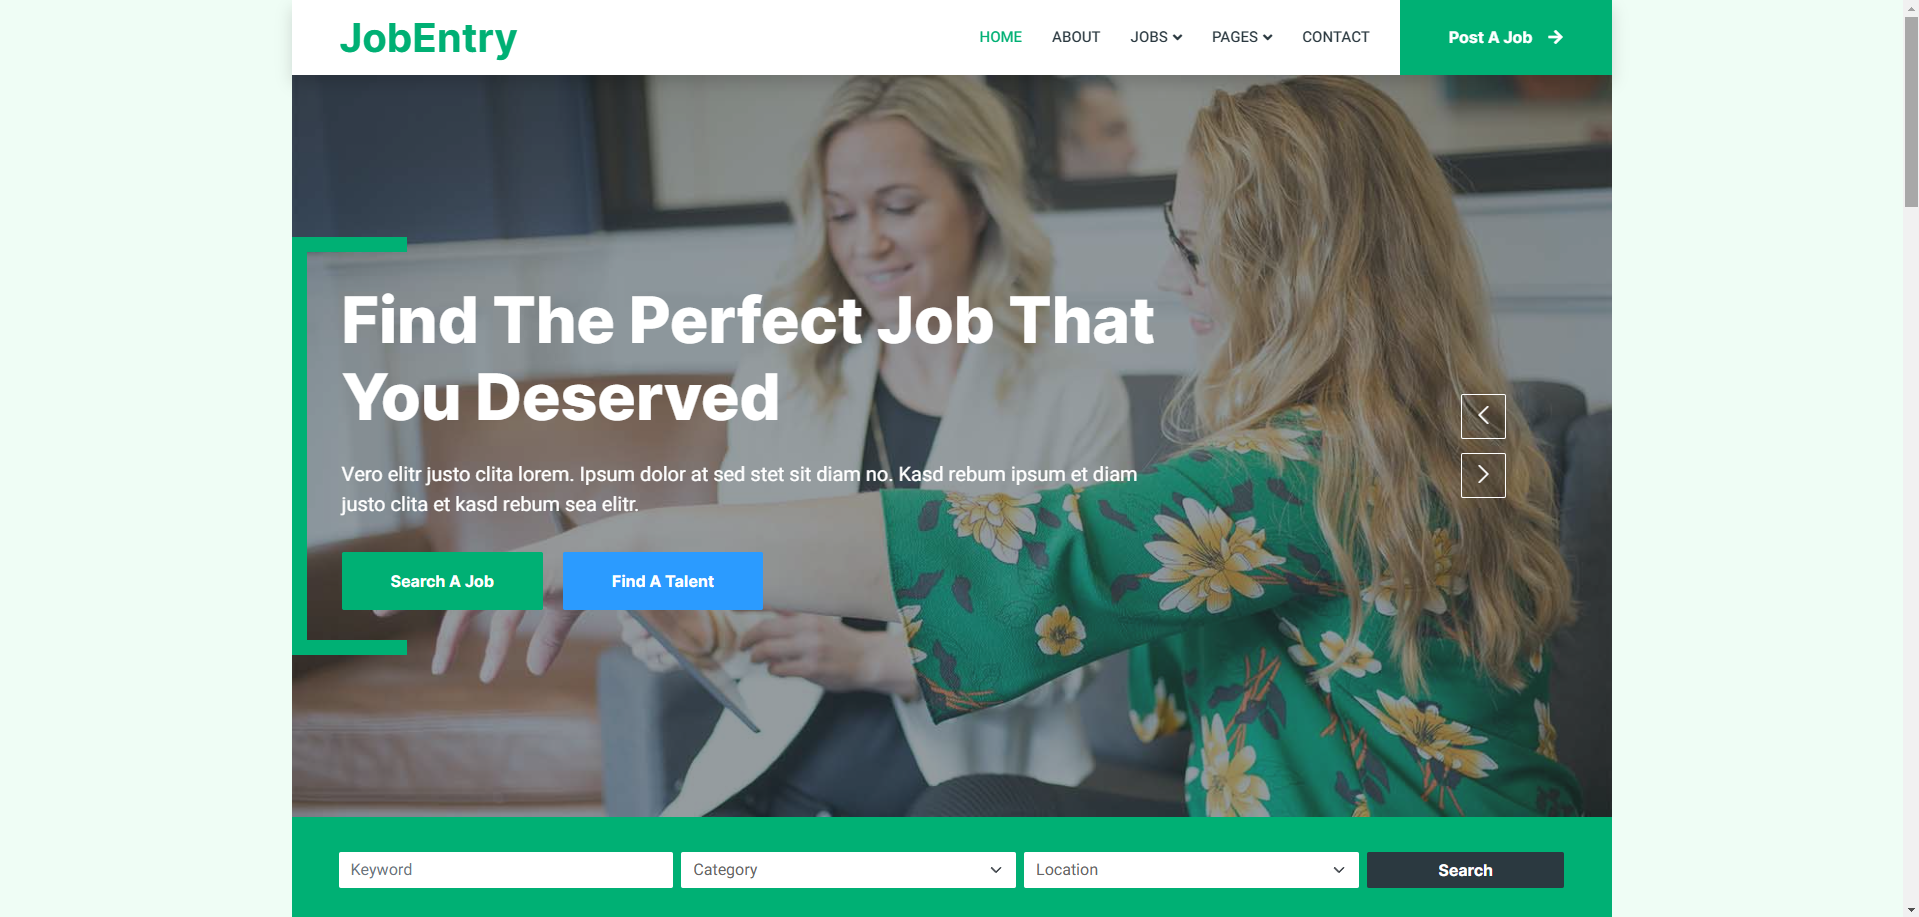 JobEntry
HOME
ABOUT
JOBS
PAGES
CONTACT
Post A Job
Find The Perfect Job That
You Deserved
Vero elitr justo clita lorem. Ipsum dolor at sed stet sit diam no. Kasd rebum ipsum et diam
justo clita et kasd rebum sea elitr.
Search A Job
Find A Talent
Keyword
Category
Location
Search